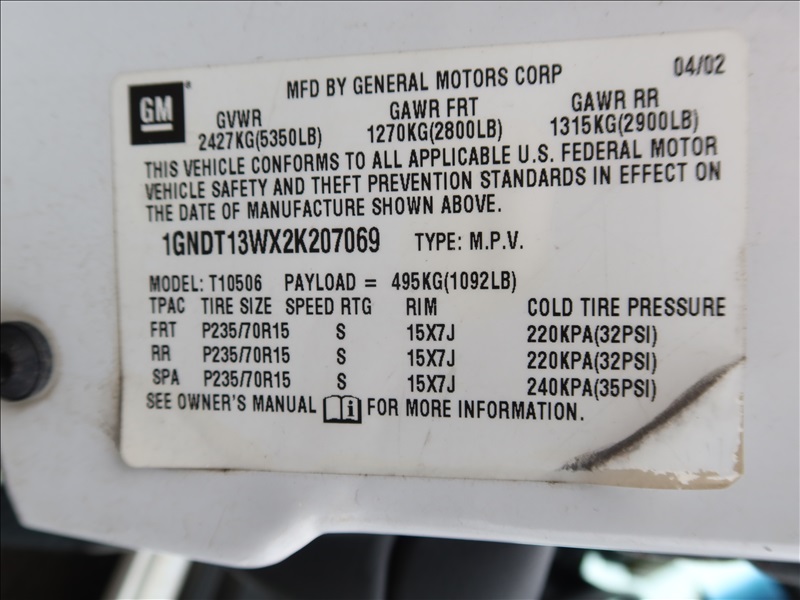 GM
MFD BY GENERAL MOTORS CORP 04/02
GVWR GAWR FRT GAWR RR
2427KG(5350LB) 1270KG(2800LB) 1315KG(2900LB)
THIS VEHICLE CONFORMS TO ALL APPLICABLE U.S. FEDERAL MOTOR
VEHICLE SAFETY AND THEFT PREVENTION STANDARDS IN EFFECT ON
THE DATE OF MANUFACTURE SHOWN ABOVE.
1GNDT13WX2K207069 TYPE: M.P.V.
MODEL: T10506 PAYLOAD = 495KG(1092LB)
TPAC TIRE SIZE SPEED RTG RIM COLD TIRE PRESSURE
FRT P235/70R15 S 15X7J 220KPA(32PSI)
RR P235/70R15 S 15X7J 220KPA(32PSI)
SPA P235/70R15 S 15X7J 240KPA(35PSI)
SEE OWNER'S MANUAL i FOR MORE INFORMATION.